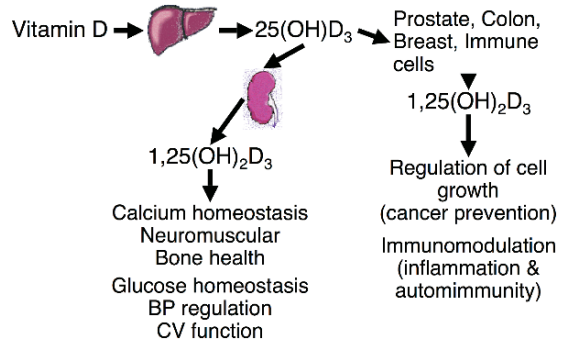 Vitamin D
25(OH)D₃
Prostate, Colon,
Breast, Immune
cells
1,25(OH)₂D₃
Regulation of cell
growth
(cancer prevention)
Immunomodulation
(inflammation &
automimmunity)
1,25(OH)₂D₃
Calcium homeostasis
Neuromuscular
Bone health
Glucose homeostasis
BP regulation
CV function